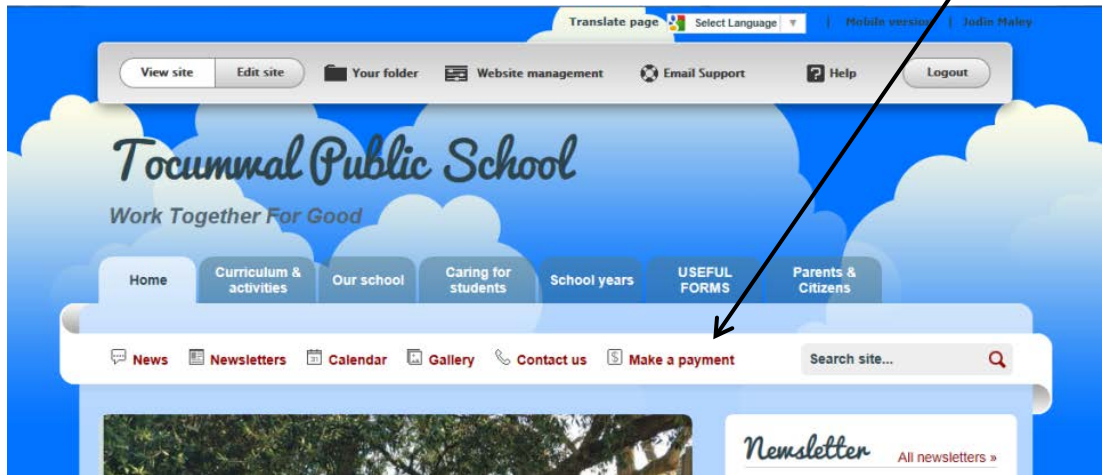 Translate page Select Language | Mobile version | Jodin Maley
View site Edit site Your folder Website management Email Support ? Help Logout
Tocumwal Public School
Work Together For Good
Home Curriculum & activities Our school Caring for students School years USEFUL FORMS Parents & Citizens
News Newsletters 31 Calendar Gallery Contact us $ Make a payment Search site...
Newsletter All newsletters »